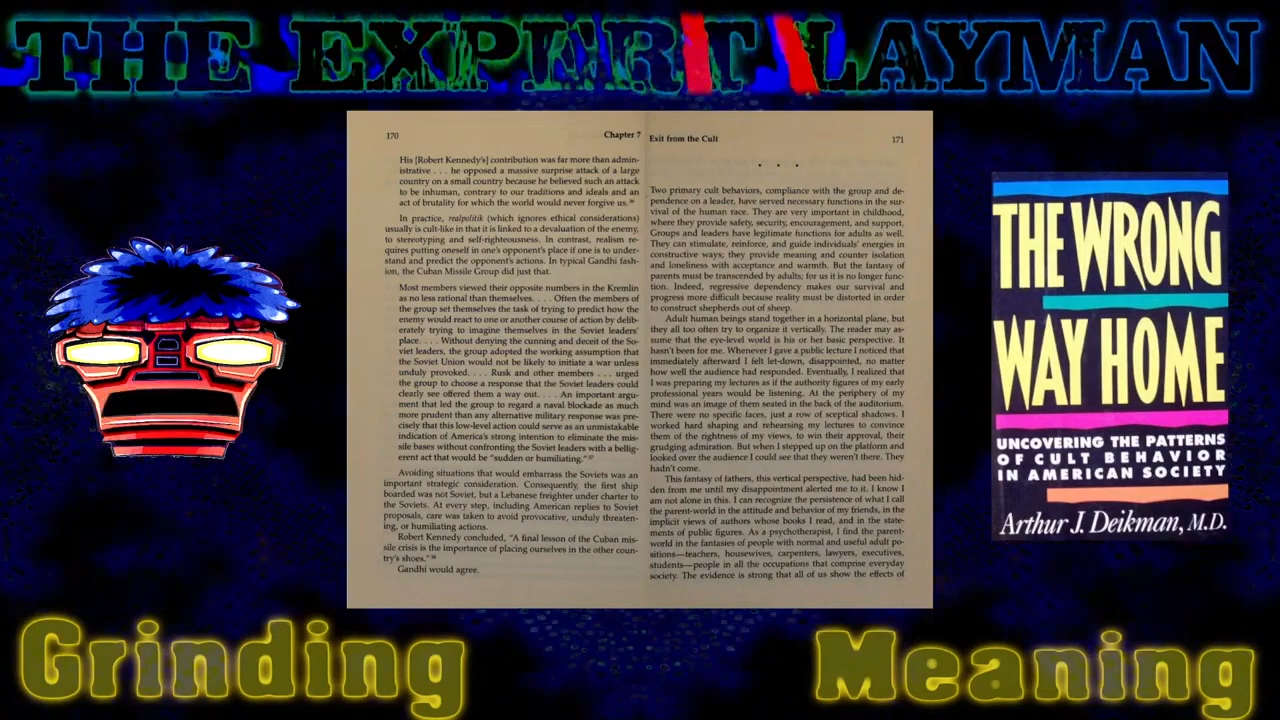 THE EXPERT LAYMAN
170
Chapter 7
His [Robert Kennedy's] contribution was far more than admin-
istrative . . . he opposed a massive surprise attack of a large
country on a small country because he believed such an attack
to be inhuman, contrary to our traditions and ideals and an
act of brutality for which the world would never forgive us.³⁶
In practice, realpolitik (which ignores ethical considerations)
usually is cult-like in that it is linked to a devaluation of the enemy,
to stereotyping and self-righteousness. In contrast, realism re-
quires putting oneself in one's opponent's place if one is to under-
stand and predict the opponent's actions. In typical Gandhi fash-
ion, the Cuban Missile Group did just that.
Most members viewed their opposite numbers in the Kremlin
as no less rational than themselves. . . . Often the members of
the group set themselves the task of trying to predict how the
enemy would react to one or another course of action by delib-
erately trying to imagine themselves in the Soviet leaders'
place. . . . Without denying the cunning and deceit of the So-
viet leaders, the group adopted the working assumption that
the Soviet Union would not be likely to initiate a war unless
unduly provoked. . . . Rusk and other members . . . urged
the group to choose a response that the Soviet leaders could
clearly see offered them a way out. . . . An important argu-
ment that led the group to regard a naval blockade as much
more prudent than any alternative military response was pre-
cisely that this low-level action could serve as an unmistakable
indication of America's strong intention to eliminate the mis-
sile bases without confronting the Soviet leaders with a bellig-
erent act that would be "sudden or humiliating."³⁷
Avoiding situations that would embarrass the Soviets was an
important strategic consideration. Consequently, the first ship
boarded was not Soviet, but a Lebanese freighter under charter to
the Soviets. At every step, including American replies to Soviet
proposals, care was taken to avoid provocative, unduly threaten-
ing, or humiliating actions.
Robert Kennedy concluded, "A final lesson of the Cuban mis-
sile crisis is the importance of placing ourselves in the other coun-
try's shoes."³⁸
Gandhi would agree.
Exit from the Cult
171
. . .
Two primary cult behaviors, compliance with the group and de-
pendence on a leader, have served necessary functions in the sur-
vival of the human race. They are very important in childhood,
where they provide safety, security, encouragement, and support.
Groups and leaders have legitimate functions for adults as well.
They can stimulate, reinforce, and guide individuals' energies in
constructive ways; they provide meaning and counter isolation
and loneliness with acceptance and warmth. But the fantasy of
parents must be transcended by adults; for us it is no longer func-
tion. Indeed, regressive dependency makes our survival and
progress more difficult because reality must be distorted in order
to construct shepherds out of sheep.
Adult human beings stand together in a horizontal plane, but
they all too often try to organize it vertically. The reader may as-
sume that the eye-level world is his or her basic perspective. It
hasn't been for me. Whenever I gave a public lecture I noticed that
immediately afterward I felt let-down, disappointed, no matter
how well the audience had responded. Eventually, I realized that
I was preparing my lectures as if the authority figures of my early
professional years would be listening. At the periphery of my
mind was an image of them seated in the back of the auditorium.
There were no specific faces, just a row of sceptical shadows. I
worked hard shaping and rehearsing my lectures to convince
them of the rightness of my views, to win their approval, their
grudging admiration. But when I stepped up on the platform and
looked over the audience I could see that they weren't there. They
hadn't come.
This fantasy of fathers, this vertical perspective, had been hid-
den from me until my disappointment alerted me to it. I know I
am not alone in this. I can recognize the persistence of what I call
the parent-world in the attitude and behavior of my friends, in the
implicit views of authors whose books I read, and in the state-
ments of public figures. As a psychotherapist, I find the parent-
world in the fantasies of people with normal and useful adult po-
sitions—teachers, housewives, carpenters, lawyers, executives,
students—people in all the occupations that comprise everyday
society. The evidence is strong that all of us show the effects of
THE WRONG
WAY HOME
UNCOVERING THE PATTERNS
OF CULT BEHAVIOR
IN AMERICAN SOCIETY
Arthur J. Deikman, M.D.
Grinding
Meaning